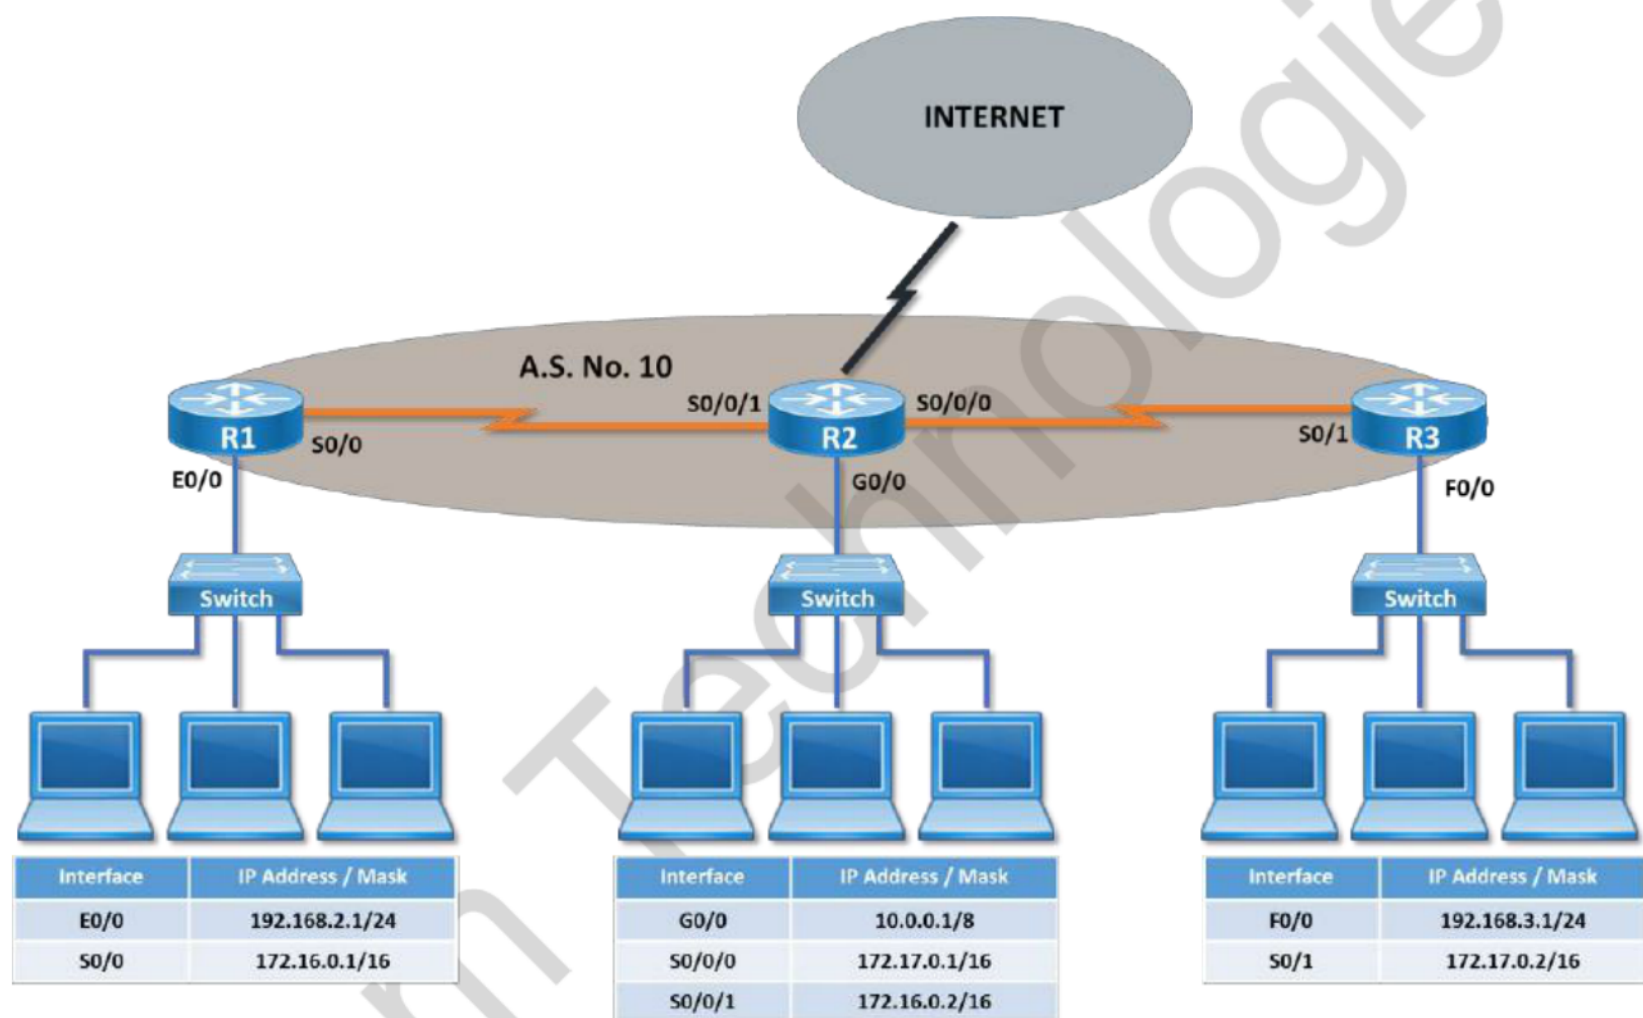 INTERNET
A.S. No. 10
S0/0/1
S0/0/0
R1
R2
R3
S0/0
S0/1
E0/0
G0/0
F0/0
Switch
Switch
Switch
Interface IP Address / Mask
E0/0 192.168.2.1/24
S0/0 172.16.0.1/16
Interface IP Address / Mask
G0/0 10.0.0.1/8
S0/0/0 172.17.0.1/16
S0/0/1 172.16.0.2/16
Interface IP Address / Mask
F0/0 192.168.3.1/24
S0/1 172.17.0.2/16